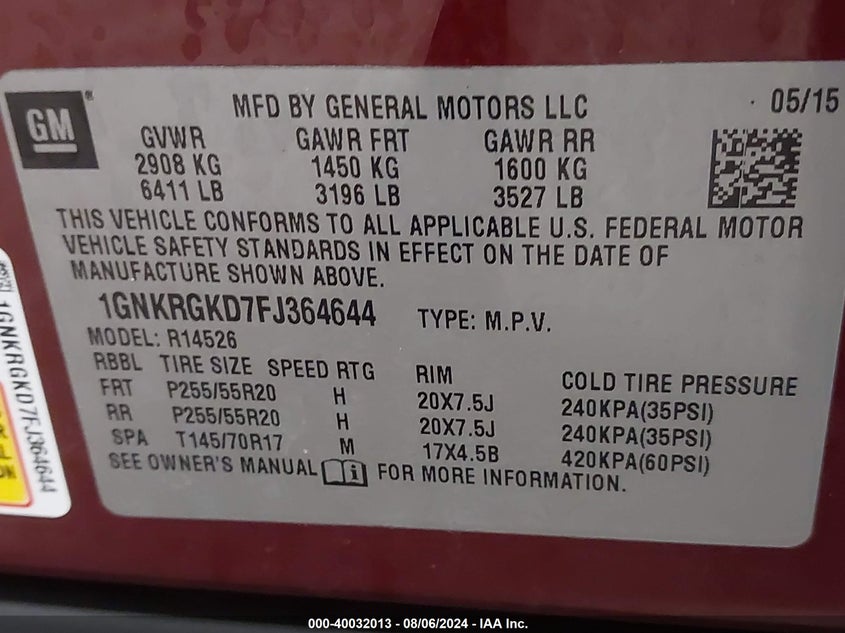 GM
MFD BY GENERAL MOTORS LLC 05/15
GVWR GAWR FRT GAWR RR
2908 KG 1450 KG 1600 KG
6411 LB 3196 LB 3527 LB
THIS VEHICLE CONFORMS TO ALL APPLICABLE U.S. FEDERAL MOTOR
VEHICLE SAFETY STANDARDS IN EFFECT ON THE DATE OF
MANUFACTURE SHOWN ABOVE.
1GNKRGKD7FJ364644 TYPE: M.P.V.
MODEL: R14526
RBBL TIRE SIZE SPEED RTG RIM COLD TIRE PRESSURE
FRT P255/55R20 H 20X7.5J 240KPA(35PSI)
RR P255/55R20 H 20X7.5J 240KPA(35PSI)
SPA T145/70R17 M 17X4.5B 420KPA(60PSI)
SEE OWNER'S MANUAL i FOR MORE INFORMATION.
1GNKRGKD7FJ364644
000-40032013 - 08/06/2024 - IAA Inc.